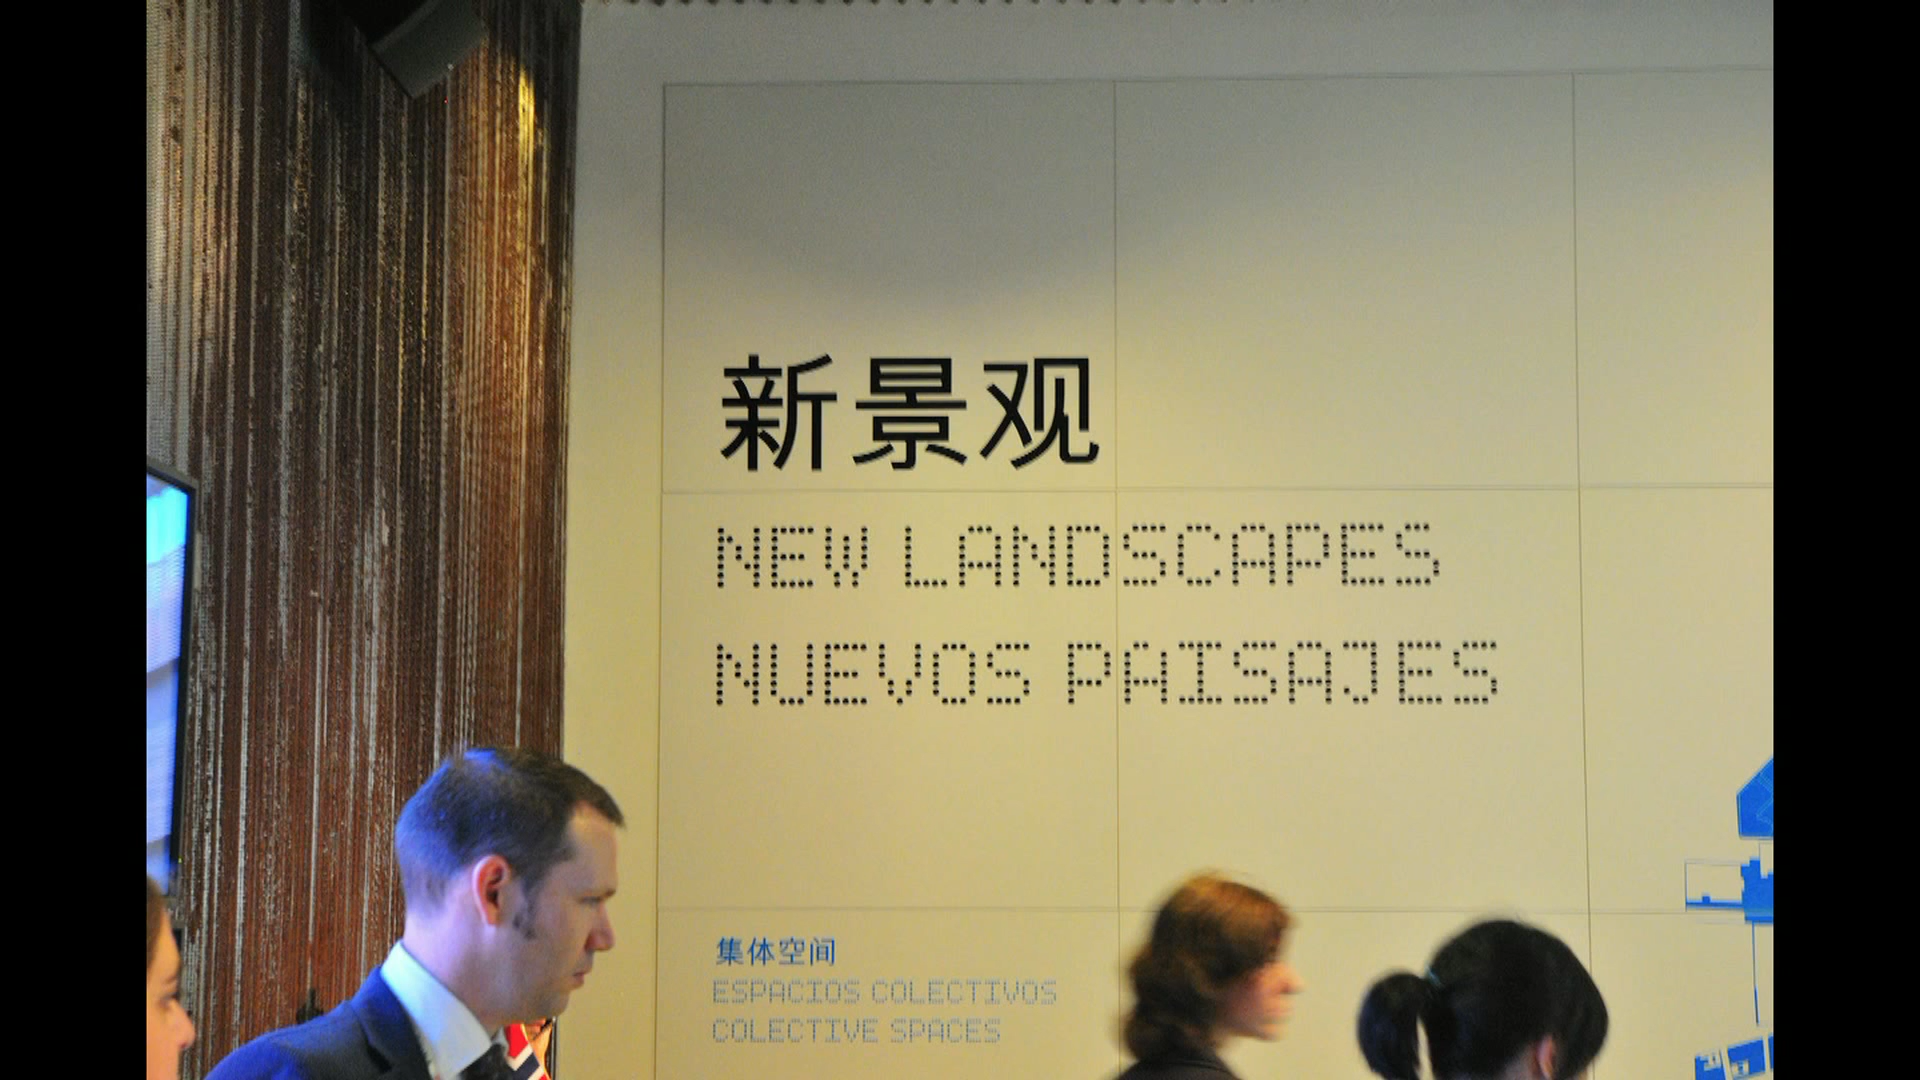 新景观
NEW LANDSCAPES
NUEVOS PAISAJES
集体空间
ESPACIOS COLECTIVOS
COLECTIVE SPACES